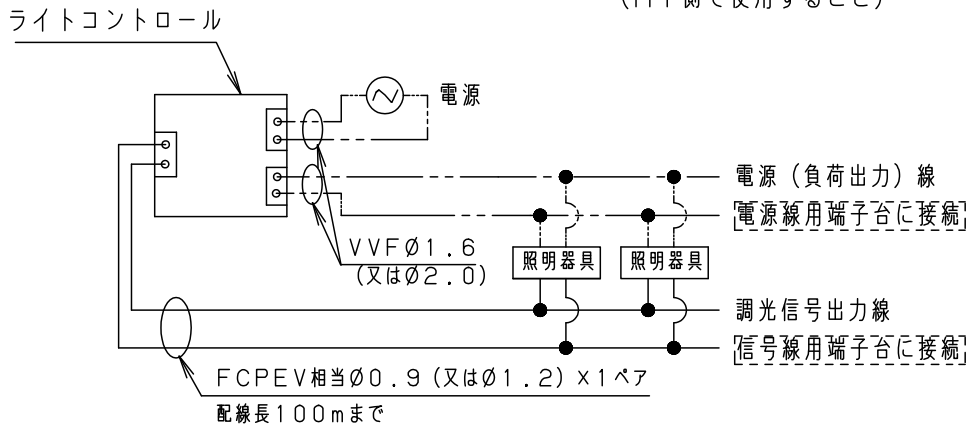 ライトコントロール
電源
電源（負荷出力）線
電源線用端子台に接続
VVFØ1.6
（又はØ2.0）
照明器具
照明器具
調光信号出力線
信号線用端子台に接続
FCPEV相当Ø0.9（又はØ1.2）×1ペア
配線長100mまで